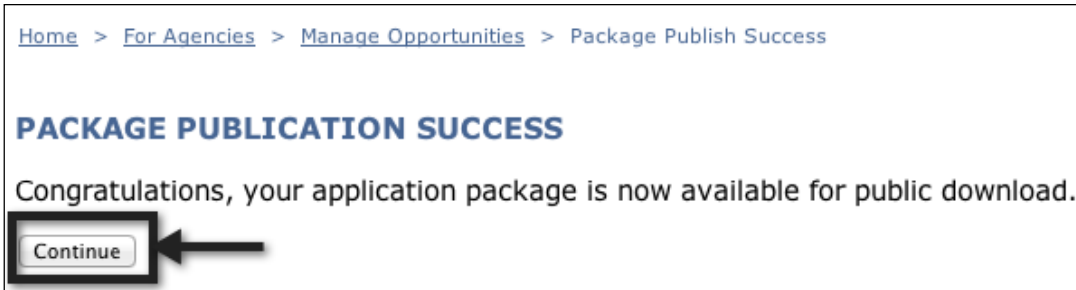 Home > For Agencies > Manage Opportunities > Package Publish Success
PACKAGE PUBLICATION SUCCESS
Congratulations, your application package is now available for public download.
Continue